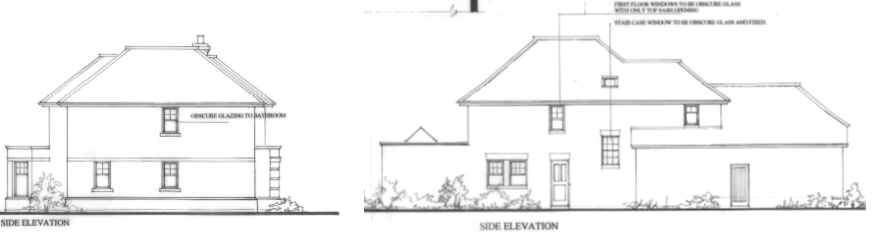 OBSCURE GLAZING TO BATHROOM
SIDE ELEVATION
FIRST FLOOR WINDOWS TO BE OBSCURE GLASS
WITH ONLY TOP SASH OPENING
STAIR CASE WINDOW TO BE OBSCURE GLASS AND FIXED
SIDE ELEVATION